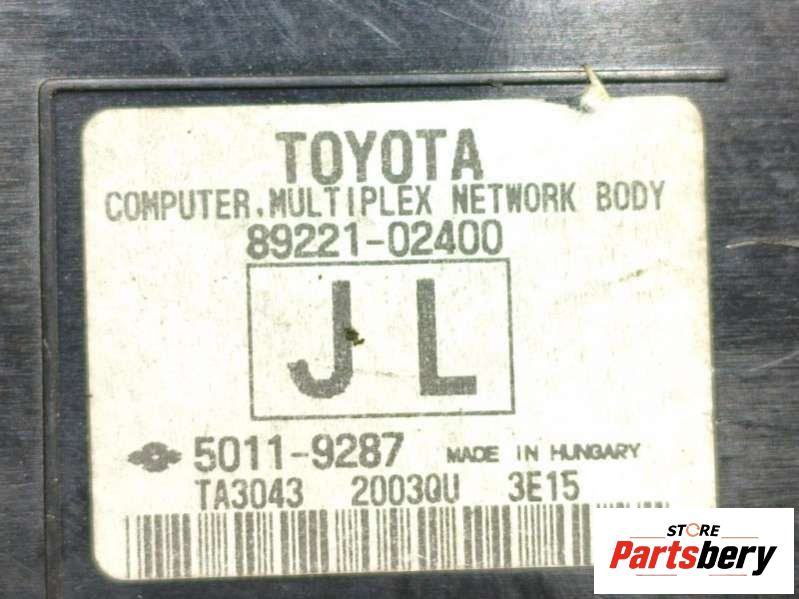 TOYOTA
COMPUTER, MULTIPLEX NETWORK BODY
89221-02400
JL
5011-9287 MADE IN HUNGARY
TA3043 2003QU 3E15
STORE
Partsbery